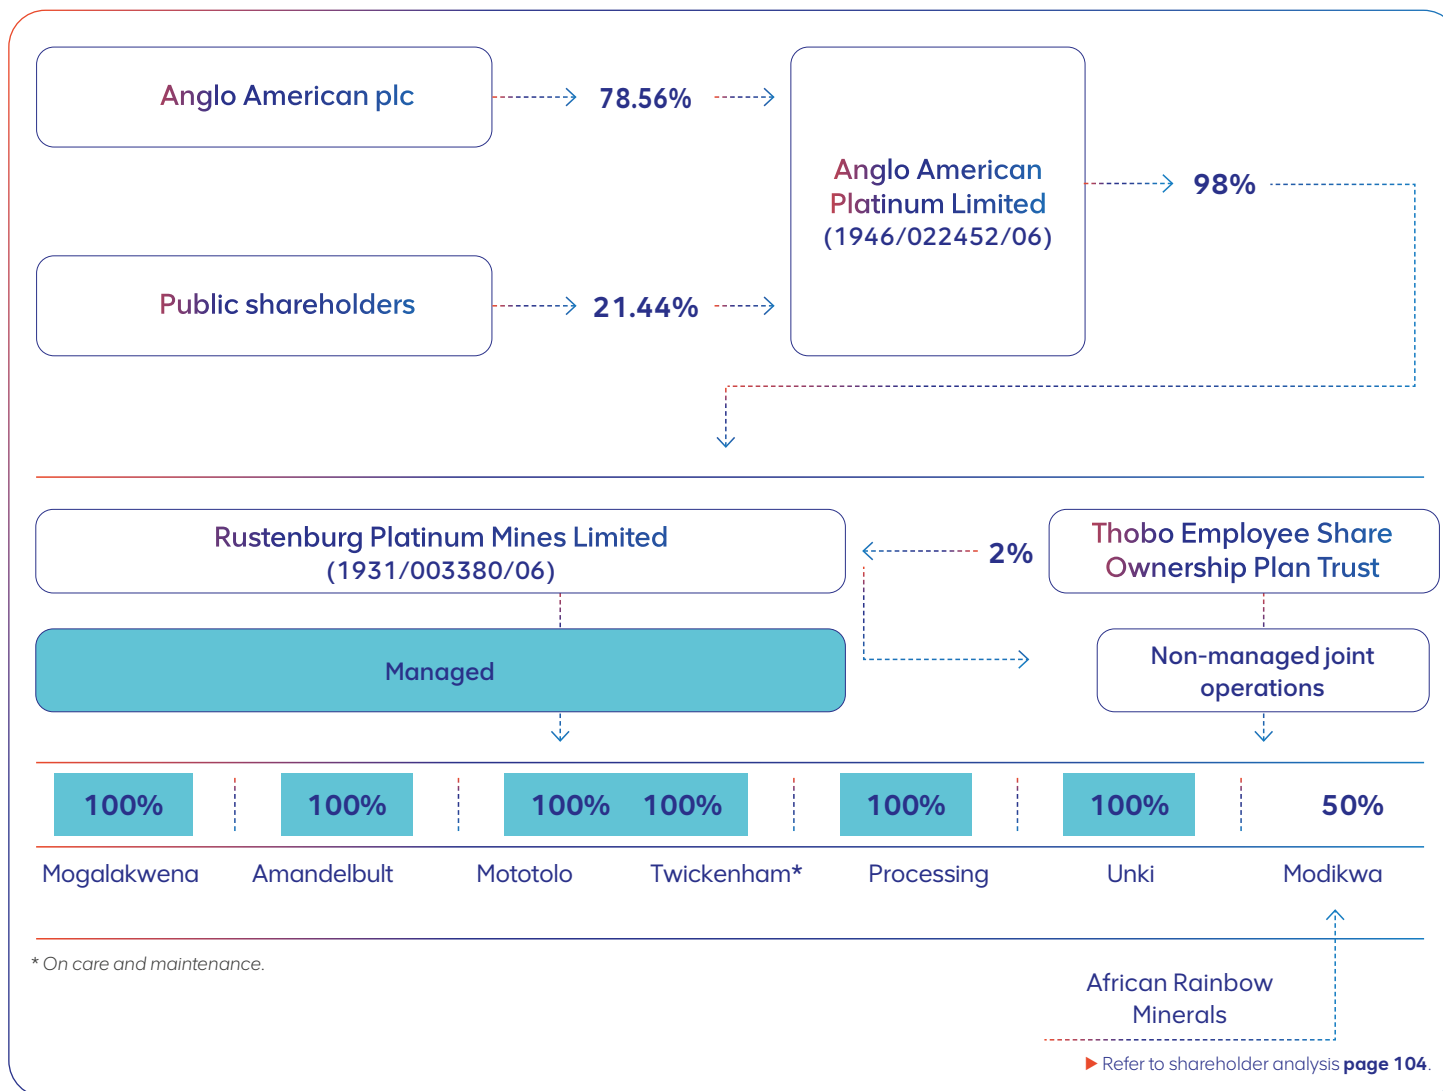 Anglo American plc
78.56%
Anglo American
Platinum Limited
(1946/022452/06)
98%
Public shareholders
21.44%
Rustenburg Platinum Mines Limited
(1931/003380/06)
2%
Thobo Employee Share
Ownership Plan Trust
Managed
Non-managed joint
operations
100%
100%
100%
100%
100%
100%
50%
Mogalakwena
Amandelbult
Mototolo
Twickenham*
Processing
Unki
Modikwa
* On care and maintenance.
African Rainbow
Minerals
Refer to shareholder analysis page 104.